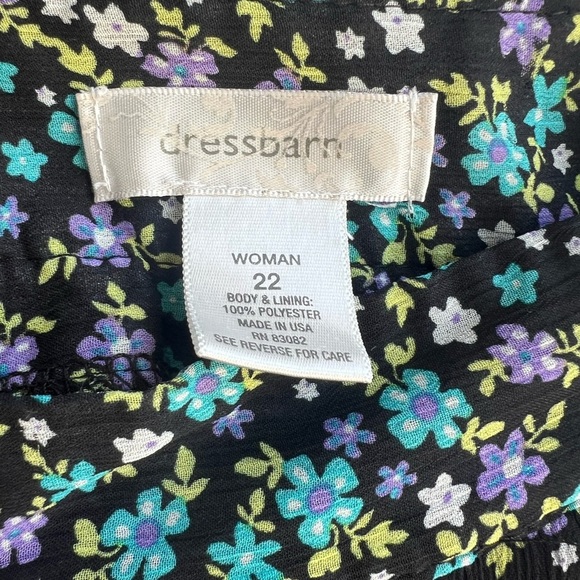 dressbarn
WOMAN
22
BODY & LINING:
100% POLYESTER
MADE IN USA
RN 83082
SEE REVERSE FOR CARE